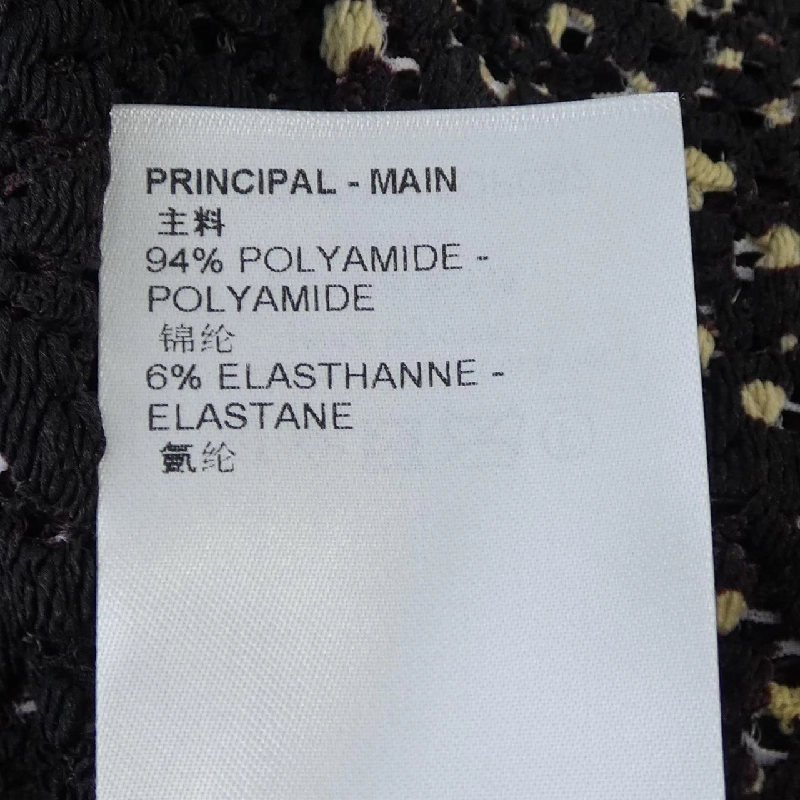 PRINCIPAL - MAIN
主料
94% POLYAMIDE -
POLYAMIDE
锦纶
6% ELASTHANNE -
ELASTANE
氨纶